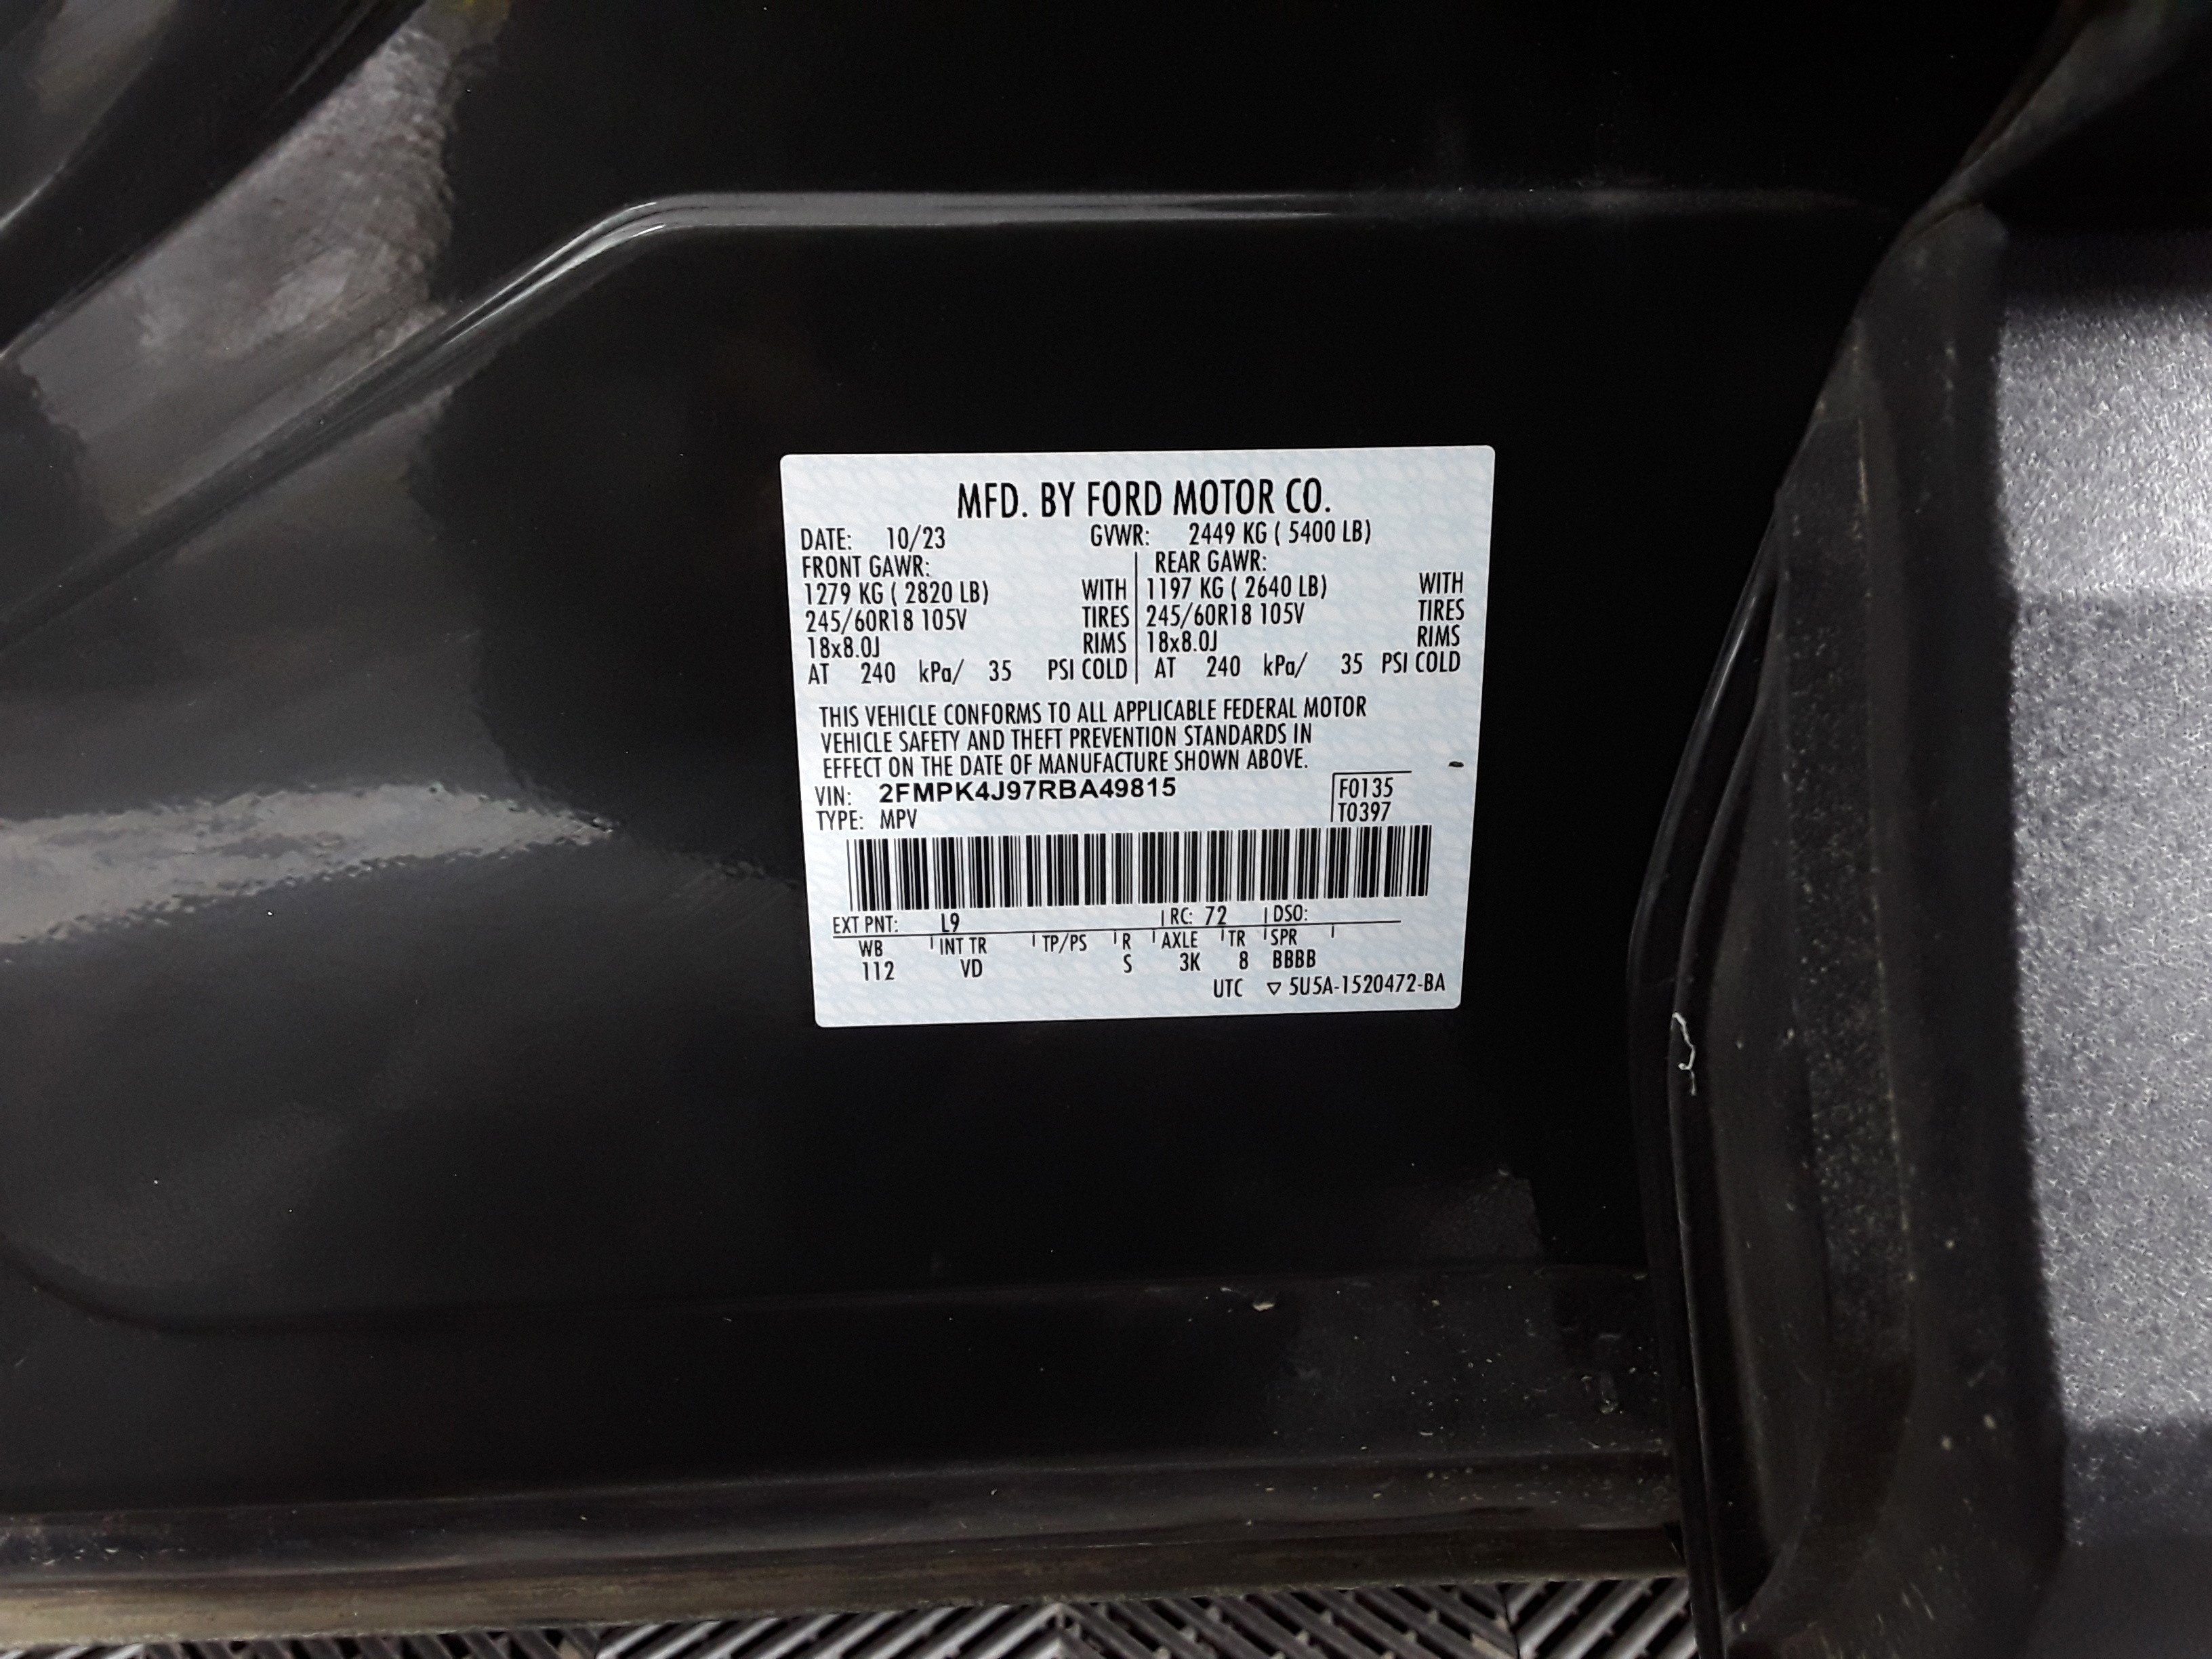 MFD. BY FORD MOTOR CO.
DATE: 10/23 GVWR: 2449 KG ( 5400 LB)
FRONT GAWR: REAR GAWR:
1279 KG ( 2820 LB) WITH 1197 KG ( 2640 LB) WITH
245/60R18 105V TIRES 245/60R18 105V TIRES
18x8.0J RIMS 18x8.0J RIMS
AT 240 kPa/ 35 PSI COLD AT 240 kPa/ 35 PSI COLD
THIS VEHICLE CONFORMS TO ALL APPLICABLE FEDERAL MOTOR
VEHICLE SAFETY AND THEFT PREVENTION STANDARDS IN
EFFECT ON THE DATE OF MANUFACTURE SHOWN ABOVE.
VIN: 2FMPK4J97RBA49815 F0135
TYPE: MPV T0397
EXT PNT: L9 RC: 72 DSO:
WB INT TR TP/PS R AXLE TR SPR
112 VD S 3K 8 BBBB
UTC ▽ 5U5A-1520472-BA